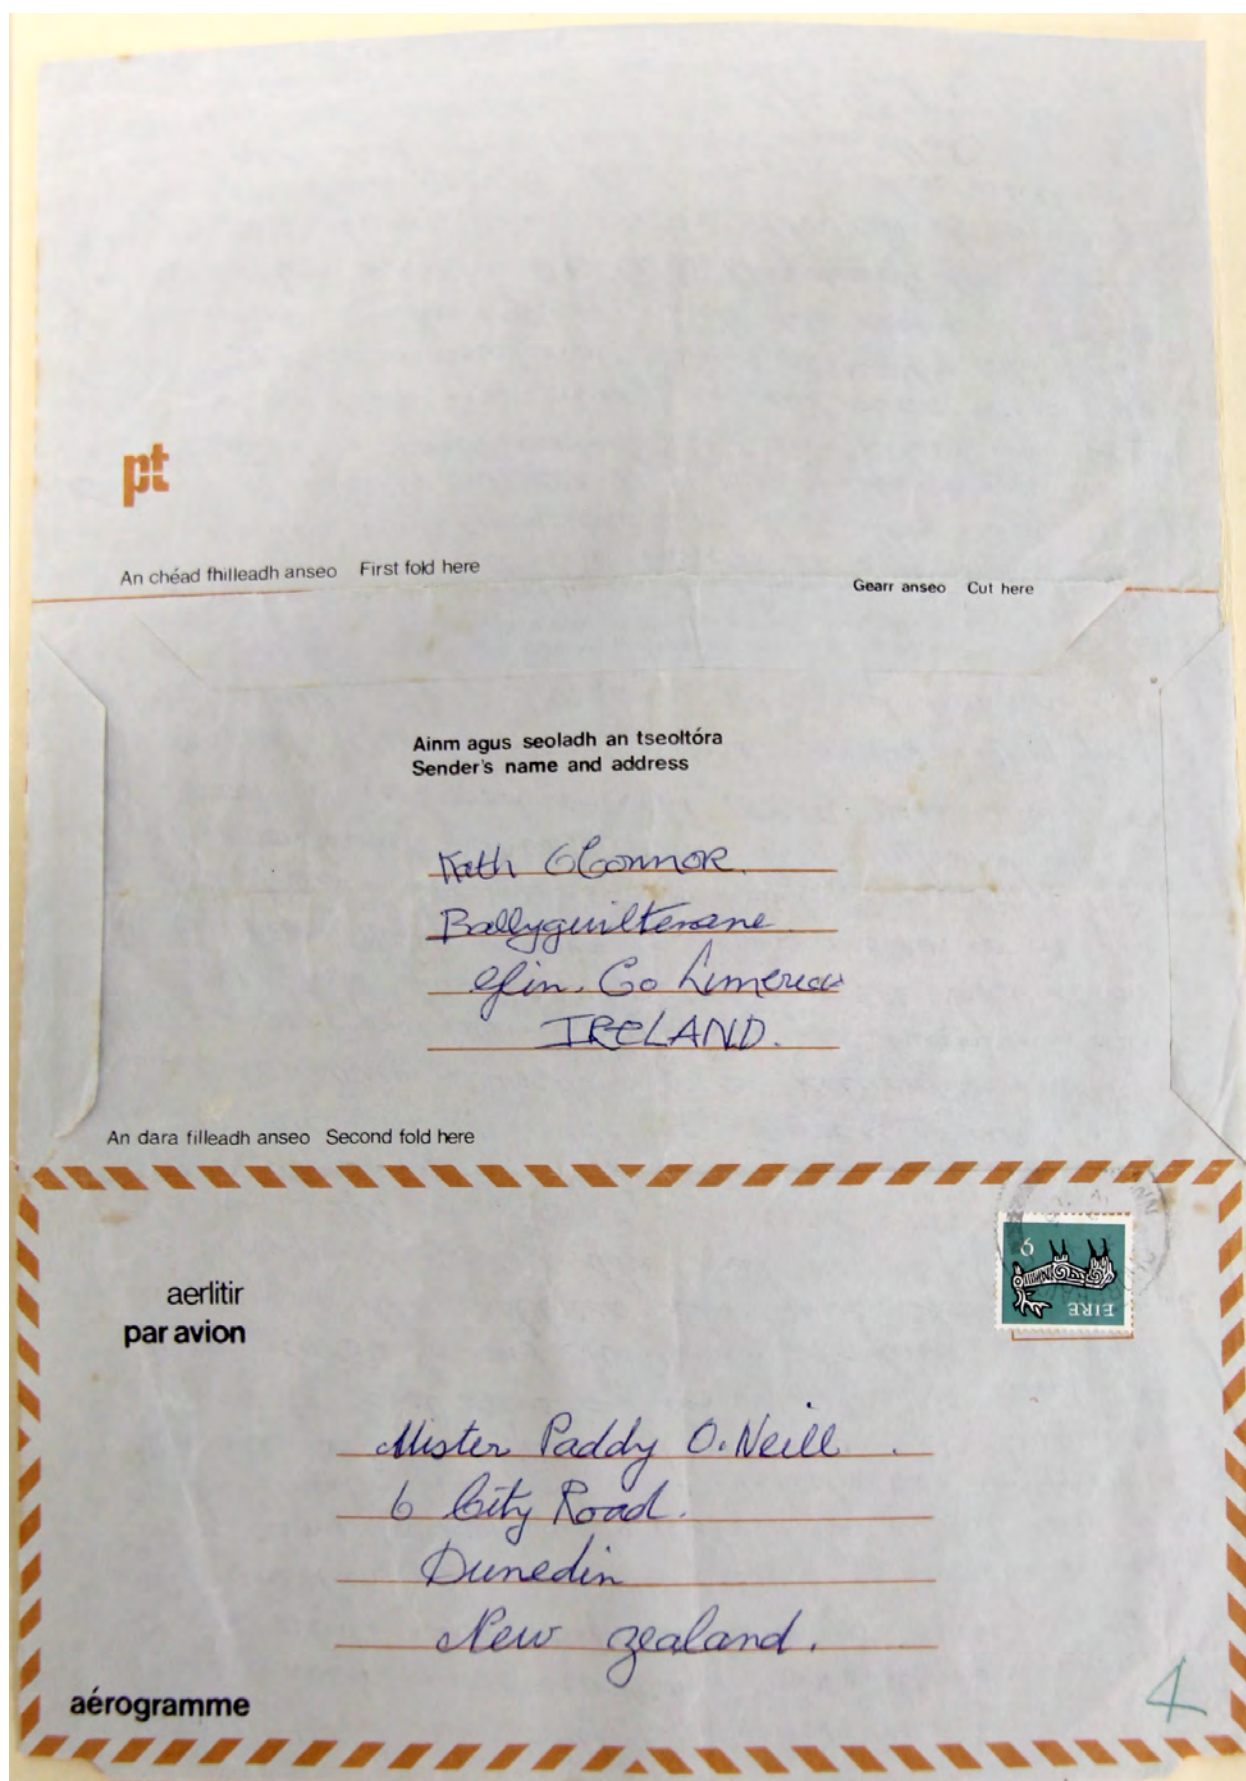 pt
An chéad fhilleadh anseo First fold here
Gearr anseo Cut here
Ainm agus seoladh an tseoltóra
Sender's name and address
Kath O'Connor
Ballyguiltenane
Glin. Co Limerick
IRELAND.
An dara filleadh anseo Second fold here
9
EIRE
aerlitir
par avion
Mister Paddy O. Neill
6 City Road.
Dunedin
New zealand.
aérogramme
4